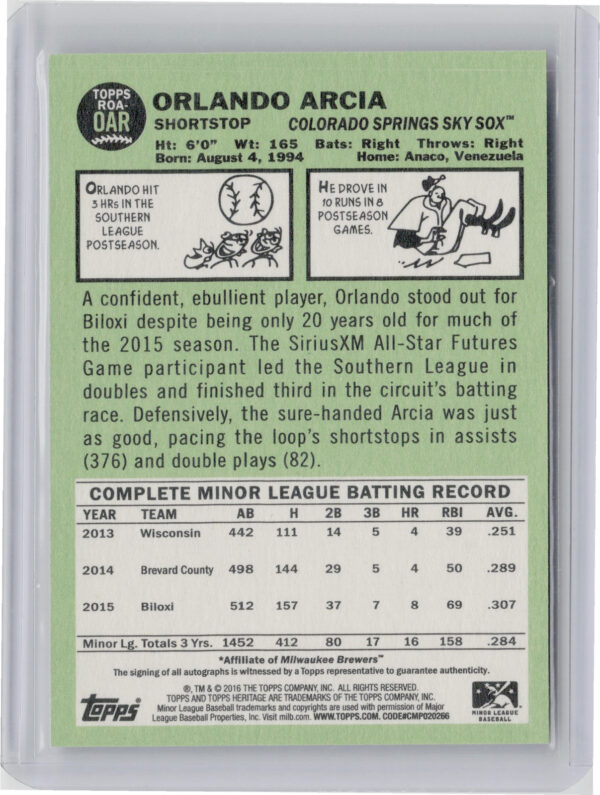 TOPPS
ROA-
OAR
ORLANDO ARCIA
SHORTSTOP COLORADO SPRINGS SKY SOX™
Ht: 6'0" Wt: 165 Bats: Right Throws: Right
Born: August 4, 1994 Home: Anaco, Venezuela
ORLANDO HIT
3 HRS IN THE
SOUTHERN
LEAGUE
POSTSEASON.
HE DROVE IN
10 RUNS IN 8
POSTSEASON
GAMES.
A confident, ebullient player, Orlando stood out for
Biloxi despite being only 20 years old for much of
the 2015 season. The SiriusXM All-Star Futures
Game participant led the Southern League in
doubles and finished third in the circuit's batting
race. Defensively, the sure-handed Arcia was just
as good, pacing the loop's shortstops in assists
(376) and double plays (82).
COMPLETE MINOR LEAGUE BATTING RECORD
YEAR TEAM AB H 2B 3B HR RBI AVG.
2013 Wisconsin 442 111 14 5 4 39 .251
2014 Brevard County 498 144 29 5 4 50 .289
2015 Biloxi 512 157 37 7 8 69 .307
Minor Lg. Totals 3 Yrs. 1452 412 80 17 16 158 .284
*Affiliate of Milwaukee Brewers™
The signing of all autographs is witnessed by a Topps representative to guarantee authenticity.
®, TM & © 2016 THE TOPPS COMPANY, INC. ALL RIGHTS RESERVED.
TOPPS AND TOPPS HERITAGE ARE TRADEMARKS OF THE TOPPS COMPANY, INC.
Minor League Baseball trademarks and copyrights are used with permission of Major
League Baseball Properties, Inc. Visit milb.com. WWW.TOPPS.COM. CODE#CMP020266
topps®
MINOR LEAGUE
BASEBALL